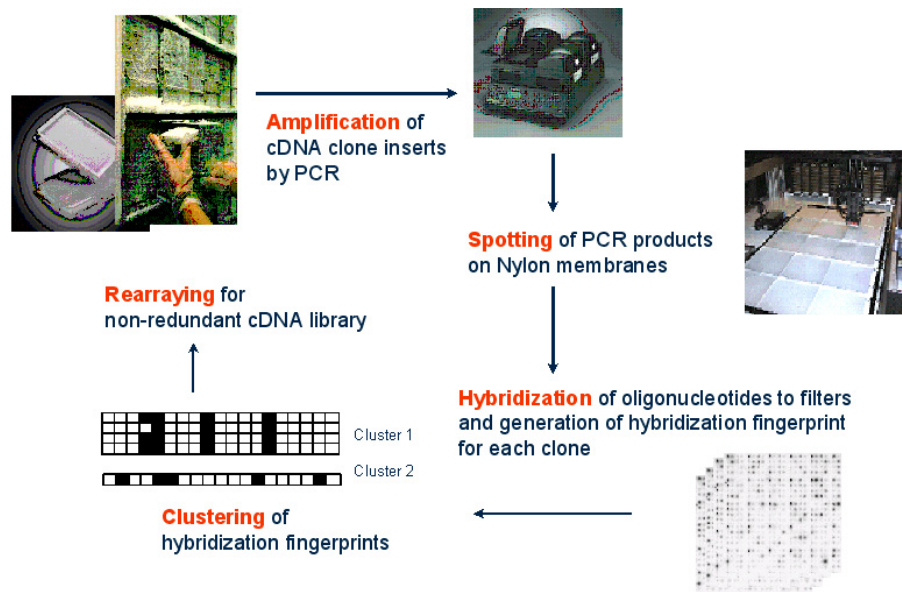 Amplification of
cDNA clone inserts
by PCR
Spotting of PCR products
on Nylon membranes
Hybridization of oligonucleotides to filters
and generation of hybridization fingerprint
for each clone
Clustering of
hybridization fingerprints
Cluster 1
Cluster 2
Rearraying for
non-redundant cDNA library